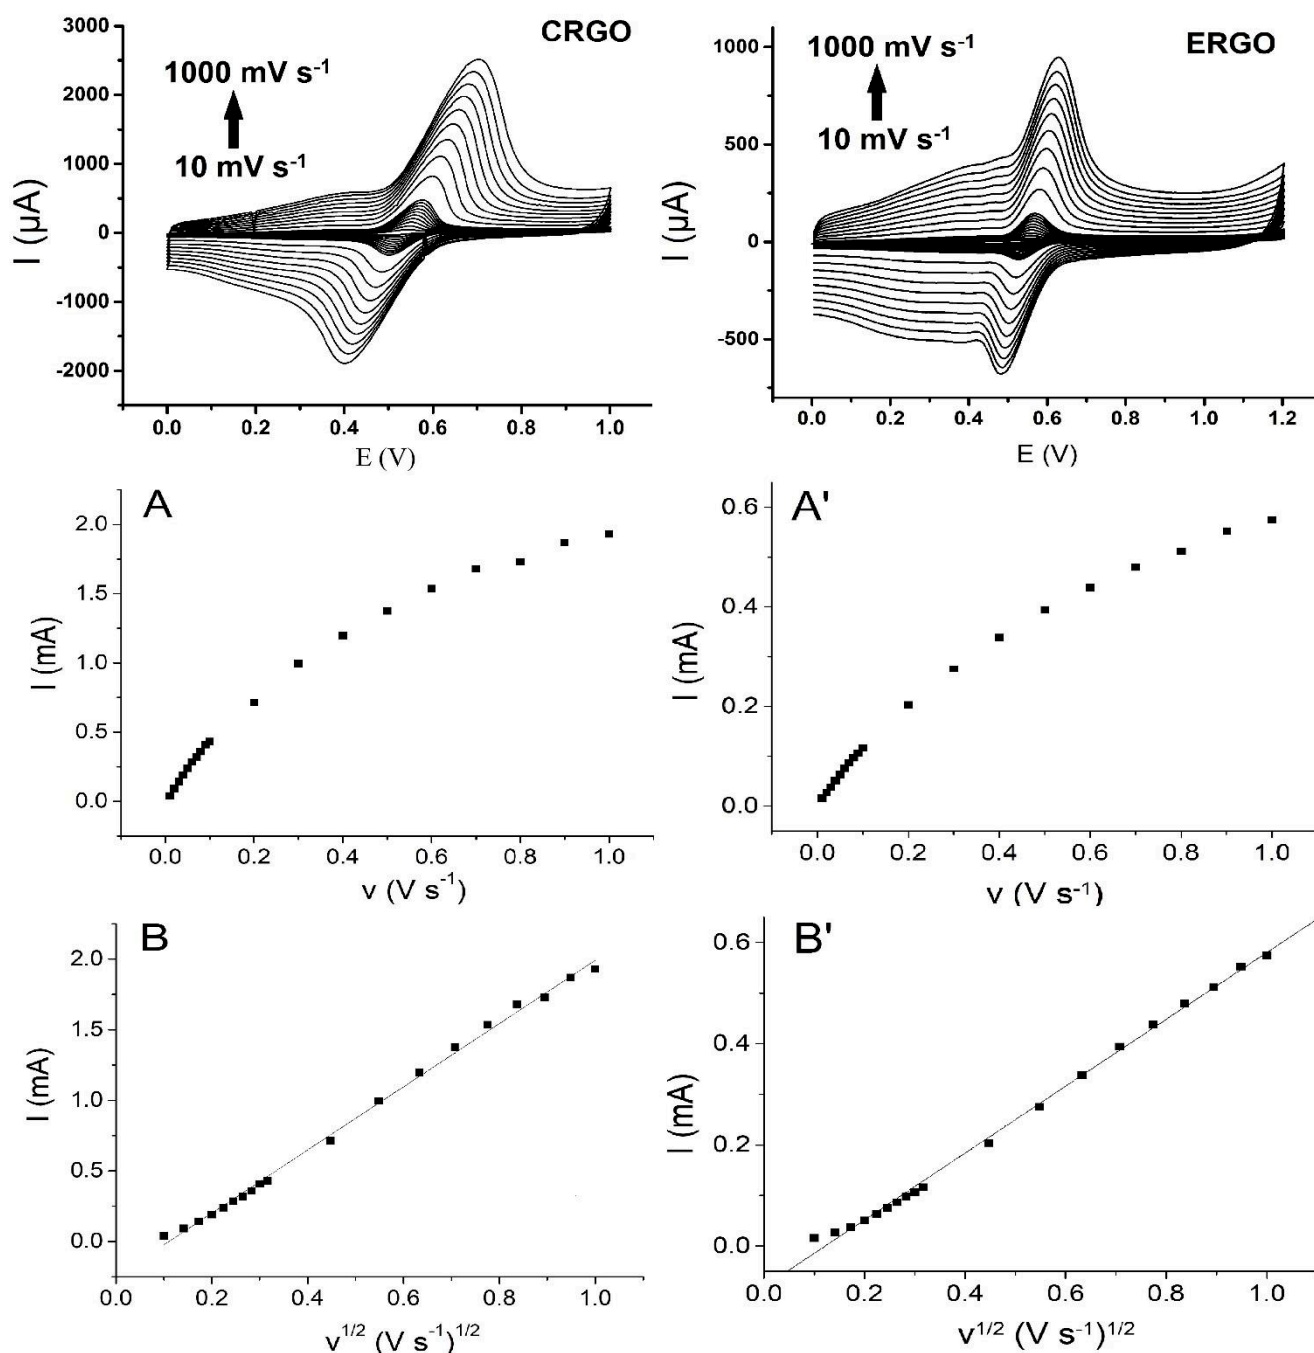 CRGO
1000 mV s⁻¹
10 mV s⁻¹
3000
2000
1000
0
-1000
-2000
I (µA)
0.0 0.2 0.4 0.6 0.8 1.0
E (V)
ERGO
1000 mV s⁻¹
10 mV s⁻¹
1000
500
0
-500
I (µA)
0.0 0.2 0.4 0.6 0.8 1.0 1.2
E (V)
A
2.0
1.5
1.0
0.5
0.0
I (mA)
0.0 0.2 0.4 0.6 0.8 1.0
v (V s⁻¹)
A'
0.6
0.4
0.2
0.0
I (mA)
0.0 0.2 0.4 0.6 0.8 1.0
v (V s⁻¹)
B
2.0
1.5
1.0
0.5
0.0
I (mA)
0.0 0.2 0.4 0.6 0.8 1.0
v^1/2 (V s⁻¹)^1/2
B'
0.6
0.4
0.2
0.0
I (mA)
0.0 0.2 0.4 0.6 0.8 1.0
v^1/2 (V s⁻¹)^1/2